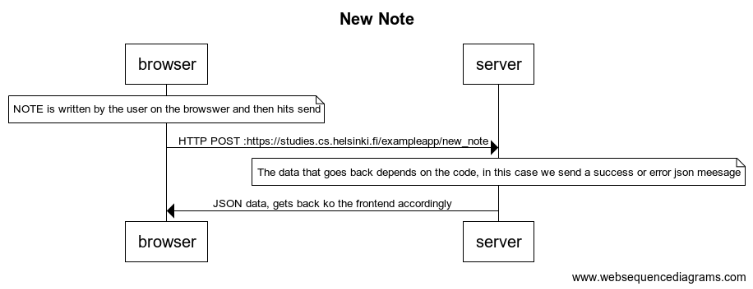 New Note
browser
server
NOTE is written by the user on the browswer and then hits send
HTTP POST :https://studies.cs.helsinki.fi/exampleapp/new_note
The data that goes back depends on the code, in this case we send a success or error json meesage
JSON data, gets back ko the frontend accordingly
browser
server
www.websequencediagrams.com